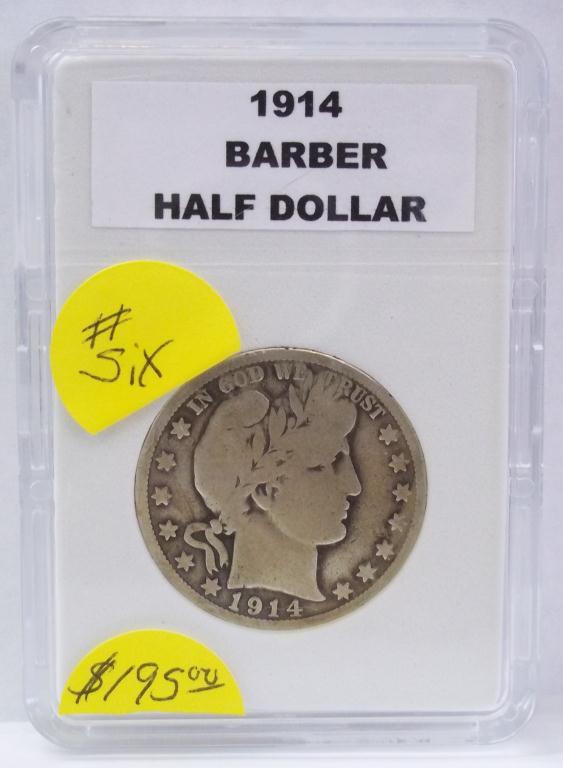 1914
BARBER
HALF DOLLAR
#
Six
IN GOD WE TRUST
1914
$195.00